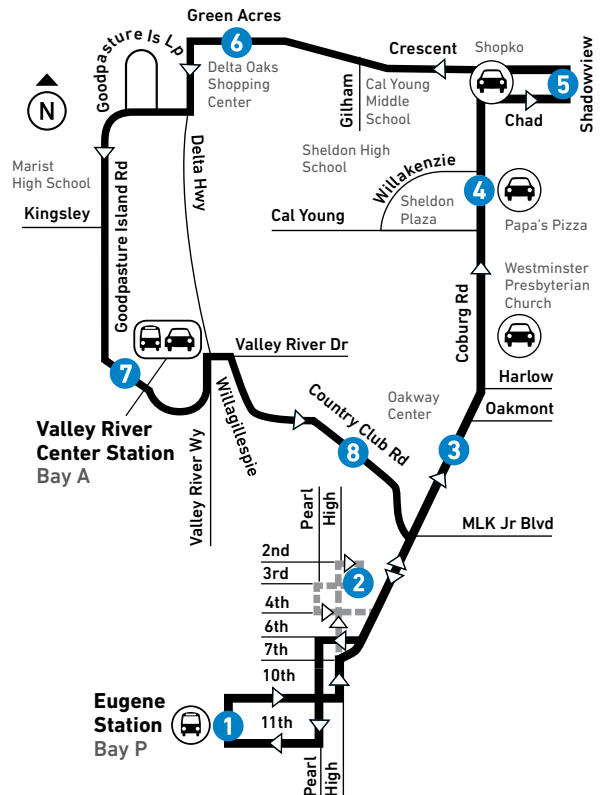 Green Acres
6
Goodpasture Is Lp
Delta Oaks
Shopping
Center
Crescent
Shopko
5
Shadowview
Chad
Gilham
Cal Young
Middle
School
N
Delta Hwy
Sheldon High
School
Willakenzie
4
Sheldon
Plaza
Papa's Pizza
Marist
High School
Kingsley
Goodpasture Island Rd
Cal Young
Westminster
Presbyterian
Church
Coburg Rd
Valley River Dr
7
Harlow
Oakmont
Oakway
Center
Valley River
Center Station
Bay A
Willagillespie
Valley River Wy
Country Club Rd
8
3
MLK Jr Blvd
Pearl
High
2nd
3rd
4th
6th
7th
10th
11th
2
Eugene
Station
Bay P
1
Pearl
High